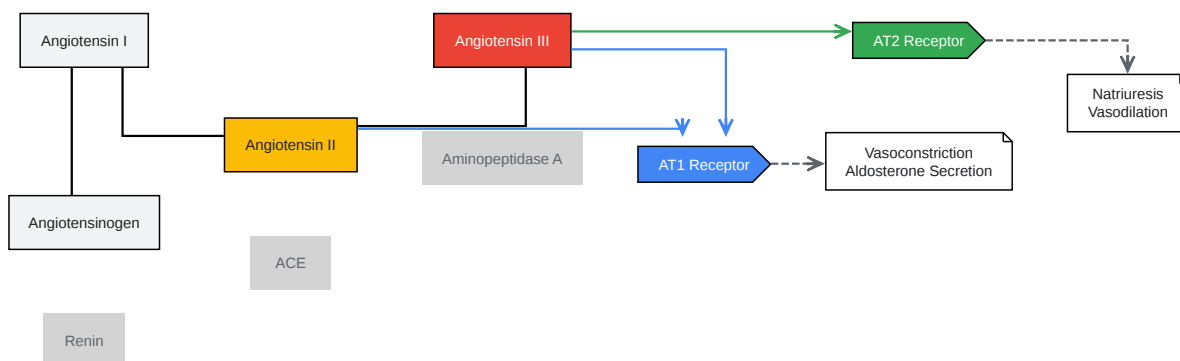 Angiotensin I
Angiotensin III
AT2 Receptor
Natriuresis
Vasodilation
Angiotensin II
Aminopeptidase A
AT1 Receptor
Vasoconstriction
Aldosterone Secretion
Angiotensinogen
ACE
Renin